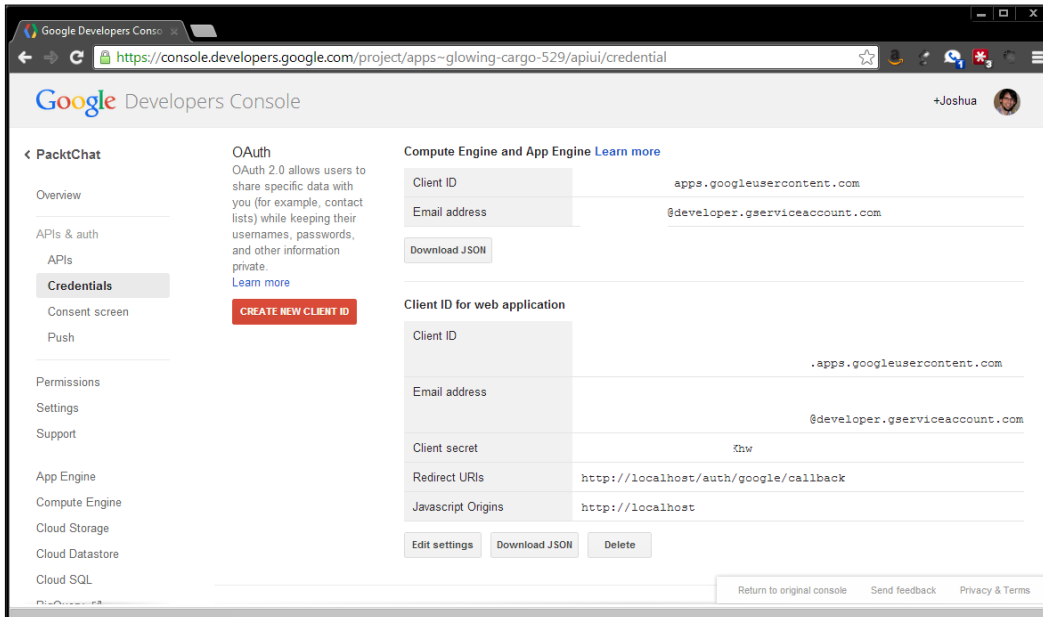 Google Developers Conso
https://console.developers.google.com/project/apps~glowing-cargo-529/apiui/credential
Google Developers Console
+Joshua
< PacktChat
Overview
APIs & auth
APIs
Credentials
Consent screen
Push
Permissions
Settings
Support
App Engine
Compute Engine
Cloud Storage
Cloud Datastore
Cloud SQL
OAuth
OAuth 2.0 allows users to
share specific data with
you (for example, contact
lists) while keeping their
usernames, passwords,
and other information
private.
Learn more
CREATE NEW CLIENT ID
Compute Engine and App Engine Learn more
Client ID apps.googleusercontent.com
Email address @developer.gserviceaccount.com
Download JSON
Client ID for web application
Client ID
.apps.googleusercontent.com
Email address
@developer.gserviceaccount.com
Client secret hw
Redirect URIs http://localhost/auth/google/callback
Javascript Origins http://localhost
Edit settings Download JSON Delete
Return to original console Send feedback Privacy & Terms